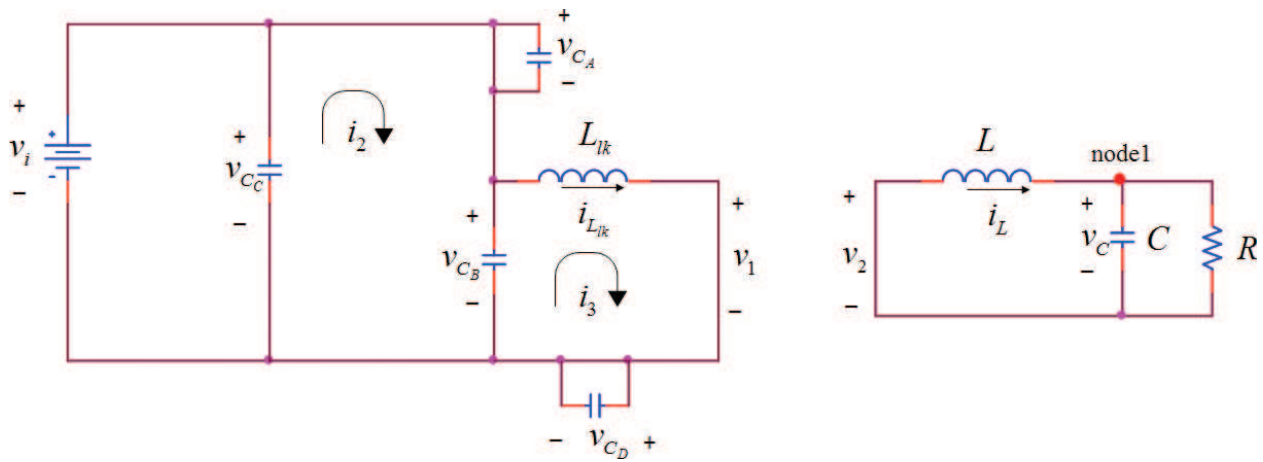 +
v_{C_A}
−
+
v_i
−
+
-
+
v_{C_C}
−
i_2
L_{lk}
i_{L_{lk}}
+
v_{C_B}
−
i_3
+
v_1
−
− v_{C_D} +
L
node1
i_L
+
v_2
−
+
v_C
−
C
R